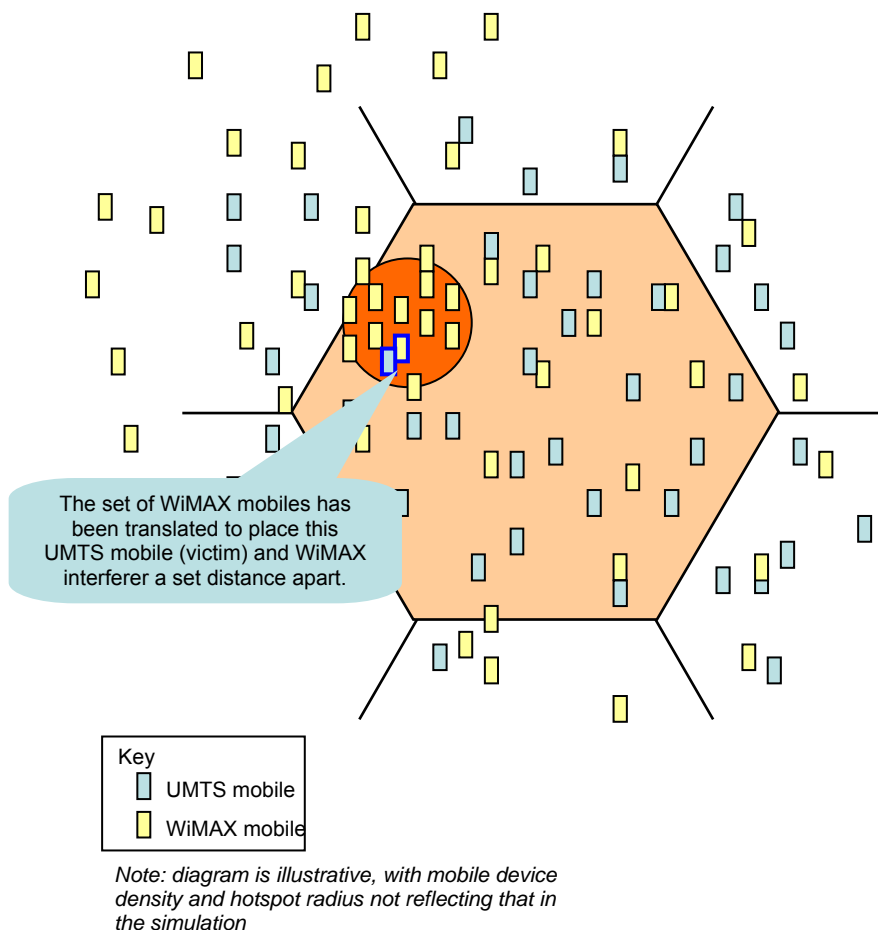 The set of WiMAX mobiles has
been translated to place this
UMTS mobile (victim) and WiMAX
interferer a set distance apart.
Key
UMTS mobile
WiMAX mobile
Note: diagram is illustrative, with mobile device
density and hotspot radius not reflecting that in
the simulation